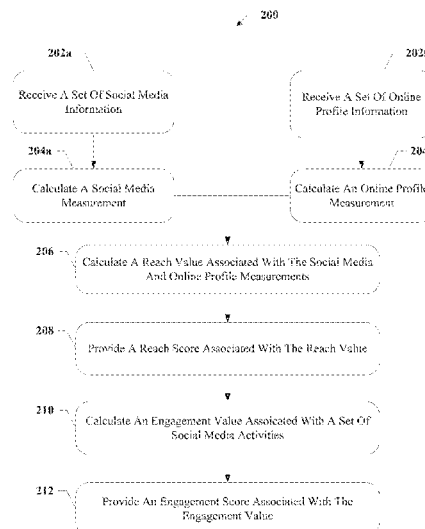 200
202a
202
Receive A Set Of Social Media
Information
Receive A Set Of Online
Profile Information
204a
204
Calculate A Social Media
Measurement
Calculate An Online Profile
Measurement
206
Calculate A Reach Value Associated With The Social Media
And Online Profile Measurements
208
Provide A Reach Score Associated With The Reach Value
210
Calculate An Engagement Value Assoicated With A Set Of
Social Media Activities
212
Provide An Engagement Score Associated With The
Engagement Value